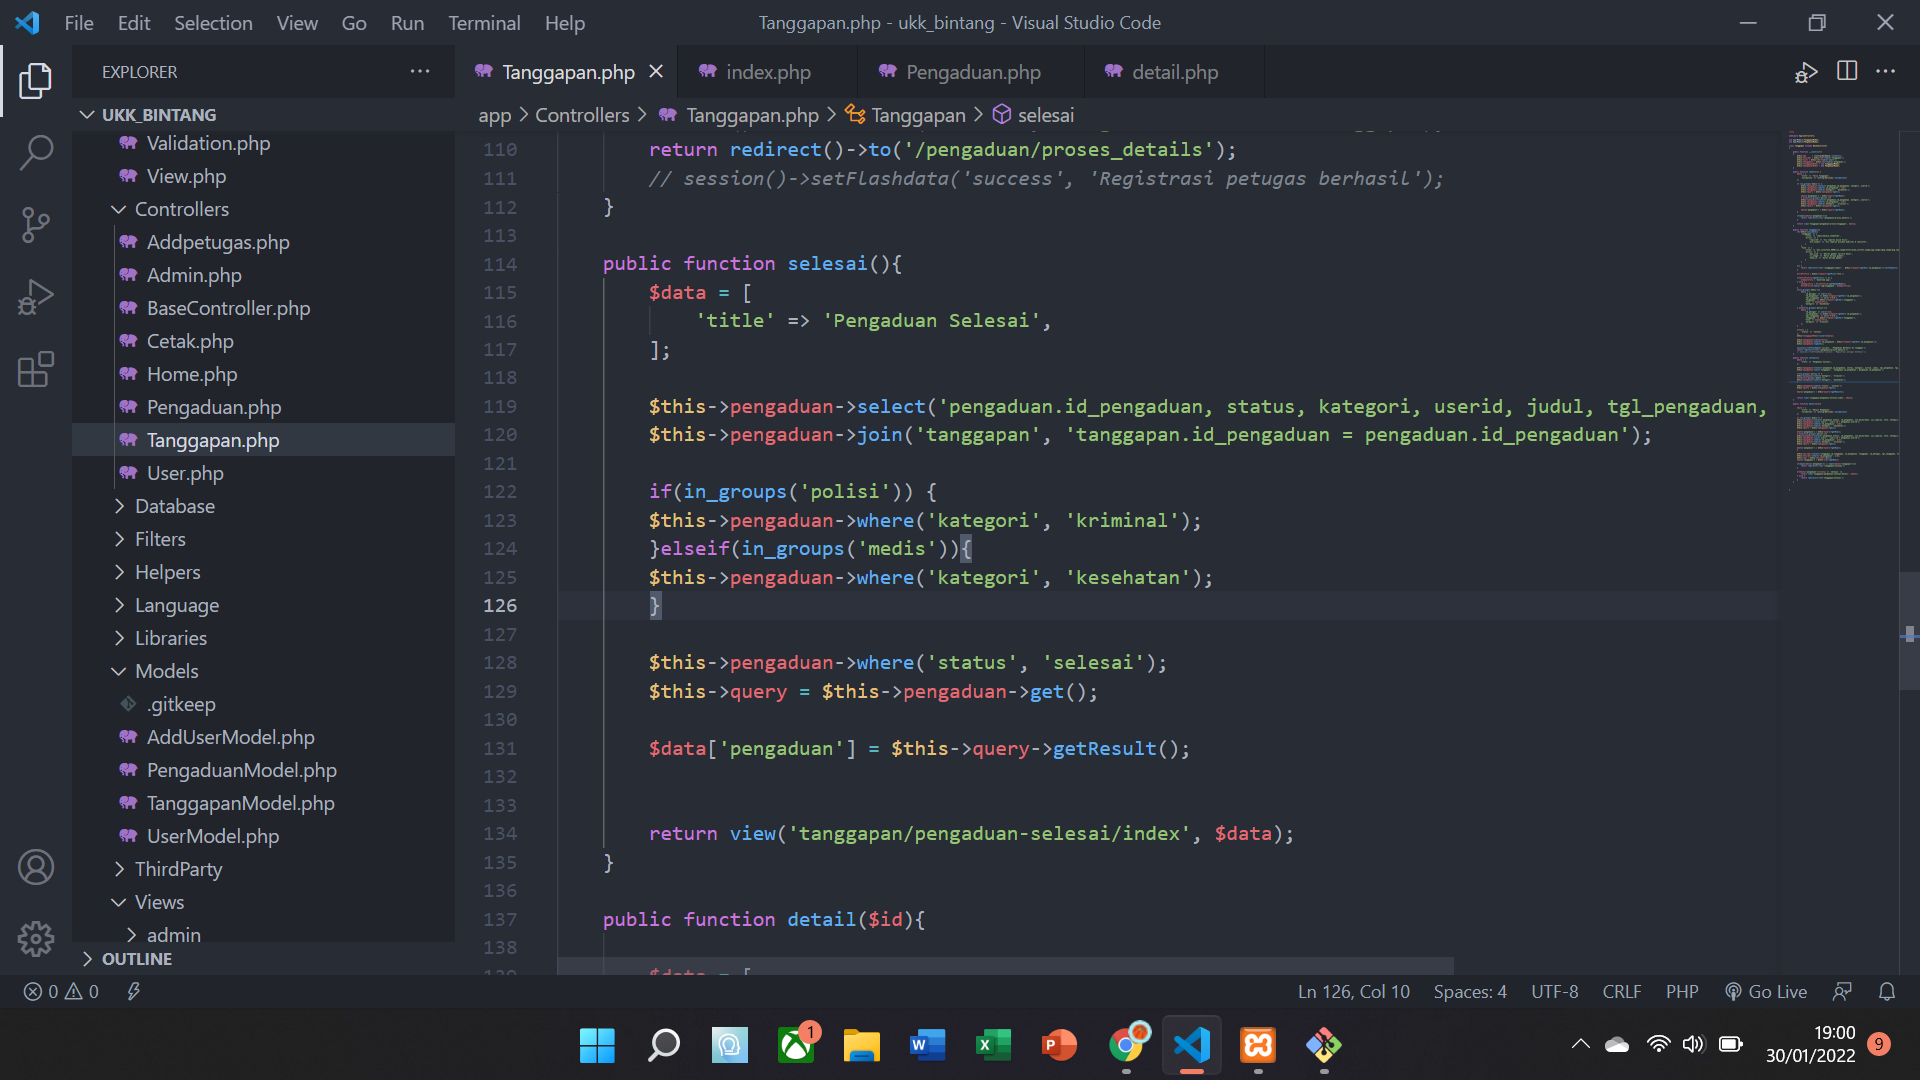 File Edit Selection View Go Run Terminal Help
Tanggapan.php - ukk_bintang - Visual Studio Code
EXPLORER
Tanggapan.php
index.php
Pengaduan.php
detail.php
UKK_BINTANG
app > Controllers > Tanggapan.php > Tanggapan > selesai
Validation.php
View.php
Controllers
Addpetugas.php
Admin.php
BaseController.php
Cetak.php
Home.php
Pengaduan.php
Tanggapan.php
User.php
Database
Filters
Helpers
Language
Libraries
Models
.gitkeep
AddUserModel.php
PengaduanModel.php
TanggapanModel.php
UserModel.php
ThirdParty
Views
admin
OUTLINE
110 return redirect()->to('/pengaduan/proses_details');
111 // session()->setFlashdata('success', 'Registrasi petugas berhasil');
112 }
113
114 public function selesai(){
115 $data = [
116 'title' => 'Pengaduan Selesai',
117 ];
118
119 $this->pengaduan->select('pengaduan.id_pengaduan, status, kategori, userid, judul, tgl_pengaduan,
120 $this->pengaduan->join('tanggapan', 'tanggapan.id_pengaduan = pengaduan.id_pengaduan');
121
122 if(in_groups('polisi')) {
123 $this->pengaduan->where('kategori', 'kriminal');
124 }elseif(in_groups('medis')){
125 $this->pengaduan->where('kategori', 'kesehatan');
126 }
127
128 $this->pengaduan->where('status', 'selesai');
129 $this->query = $this->pengaduan->get();
130
131 $data['pengaduan'] = $this->query->getResult();
132
133
134 return view('tanggapan/pengaduan-selesai/index', $data);
135 }
136
137 public function detail($id){
138
0 0
Ln 126, Col 10 Spaces: 4 UTF-8 CRLF PHP Go Live
1
19:00
30/01/2022
9